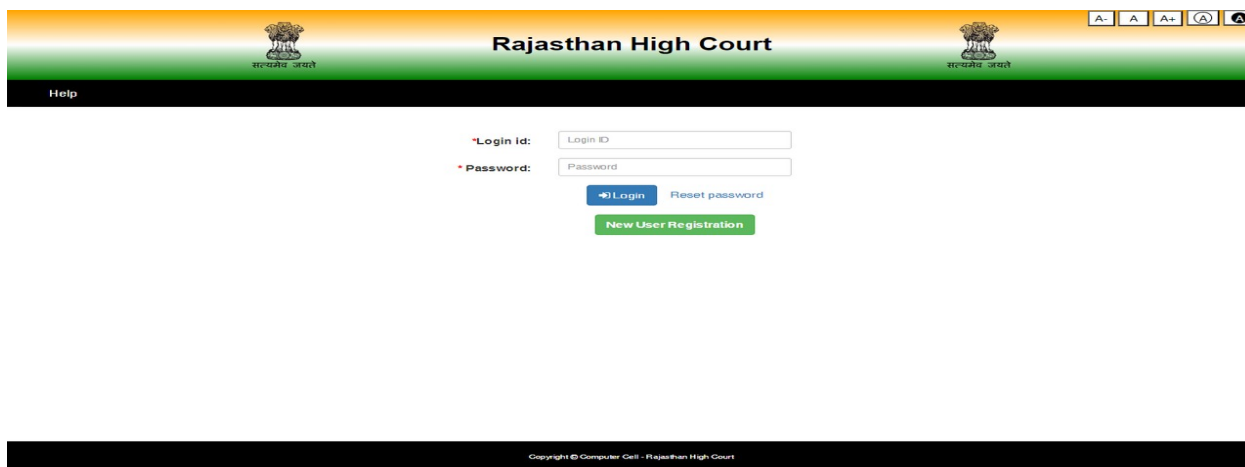 A- A A+ A A
सत्यमेव जयते
Rajasthan High Court
सत्यमेव जयते
Help
*Login id:
Login ID
* Password:
Password
Login Reset password
New User Registration
Copyright © Computer Cell - Rajasthan High Court